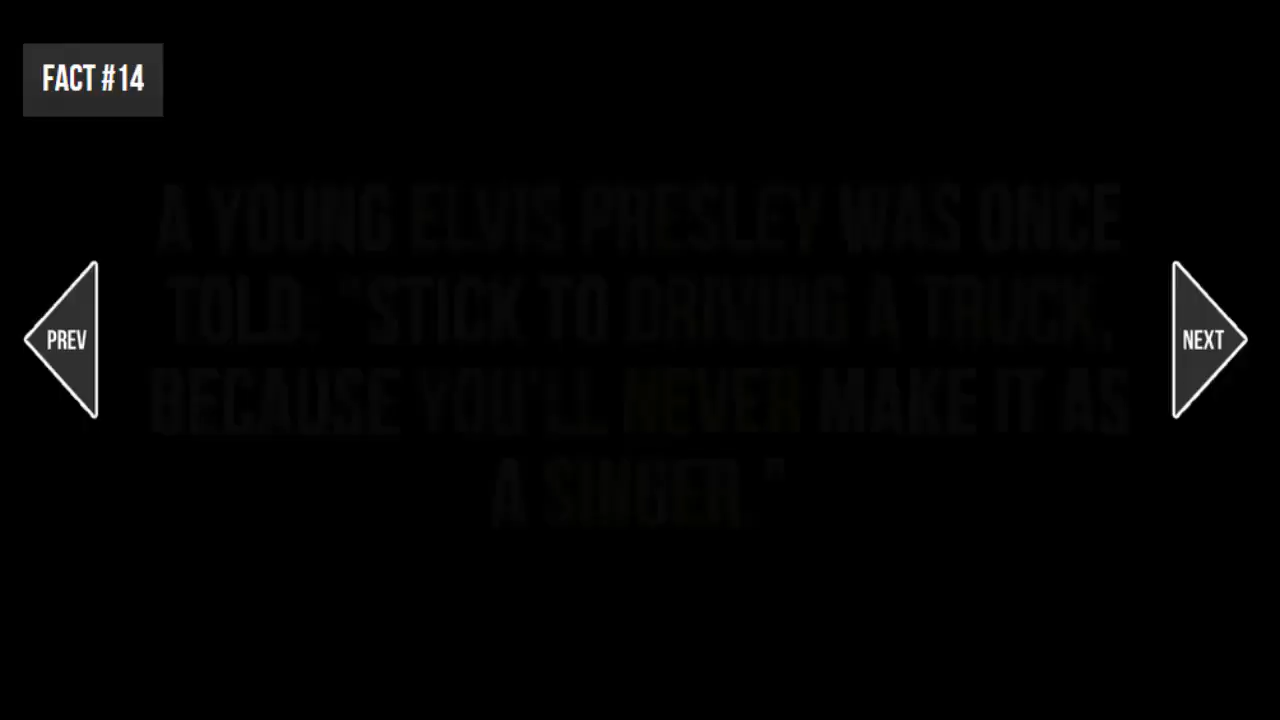 FACT #14
A YOUNG ELVIS PRESLEY WAS ONCE
TOLD: "STICK TO DRIVING A TRUCK,
PREV
NEXT
BECAUSE YOU'LL NEVER MAKE IT AS
A SINGER."